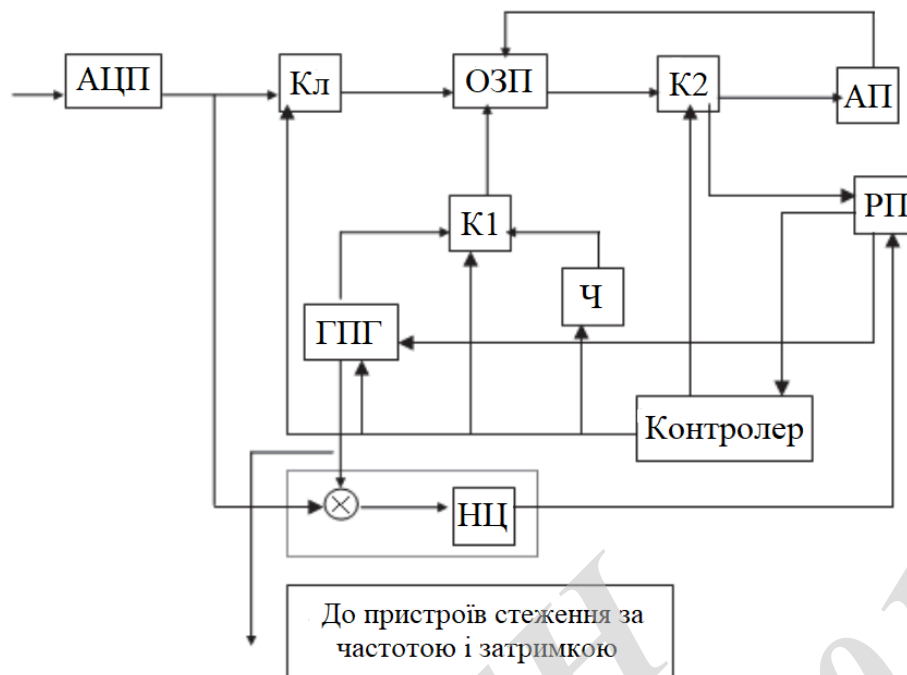 АЦП
Кл
ОЗП
К2
АП
РП
К1
Ч
ГПГ
Контролер
НЦ
До пристроїв стеження за
частотою і затримкою